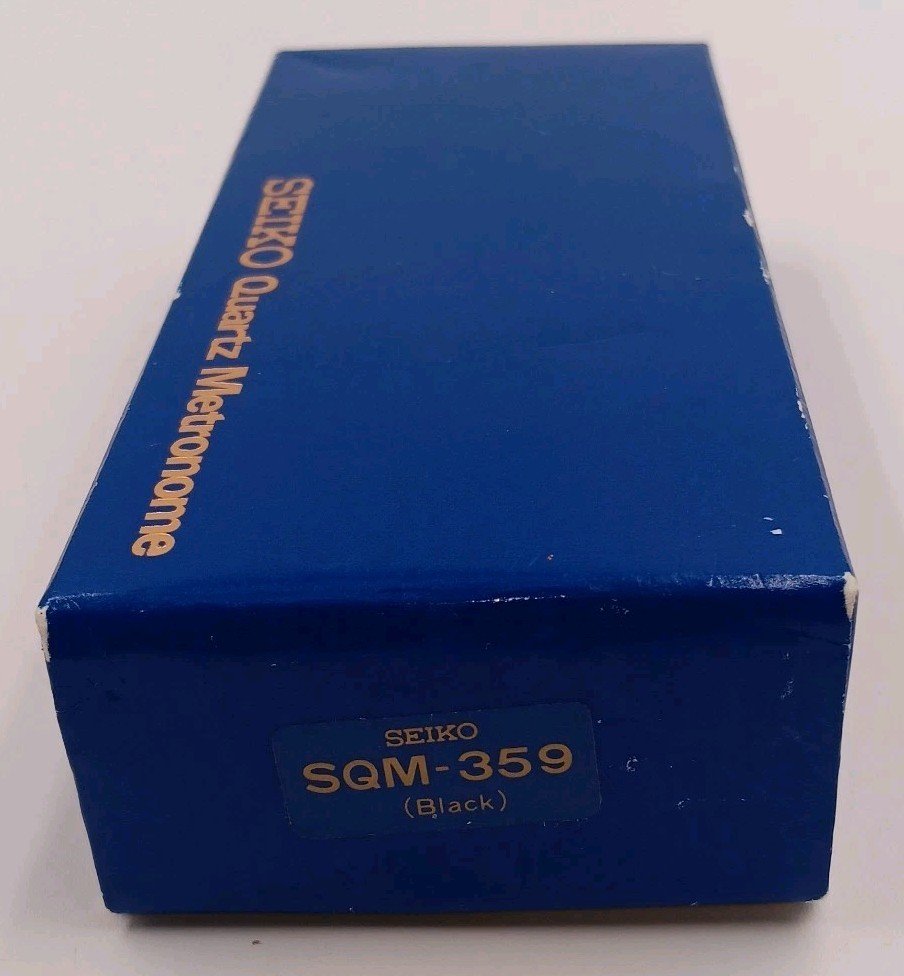 SEIKO Quartz Metronome
SEIKO
SQM-359
(Black)